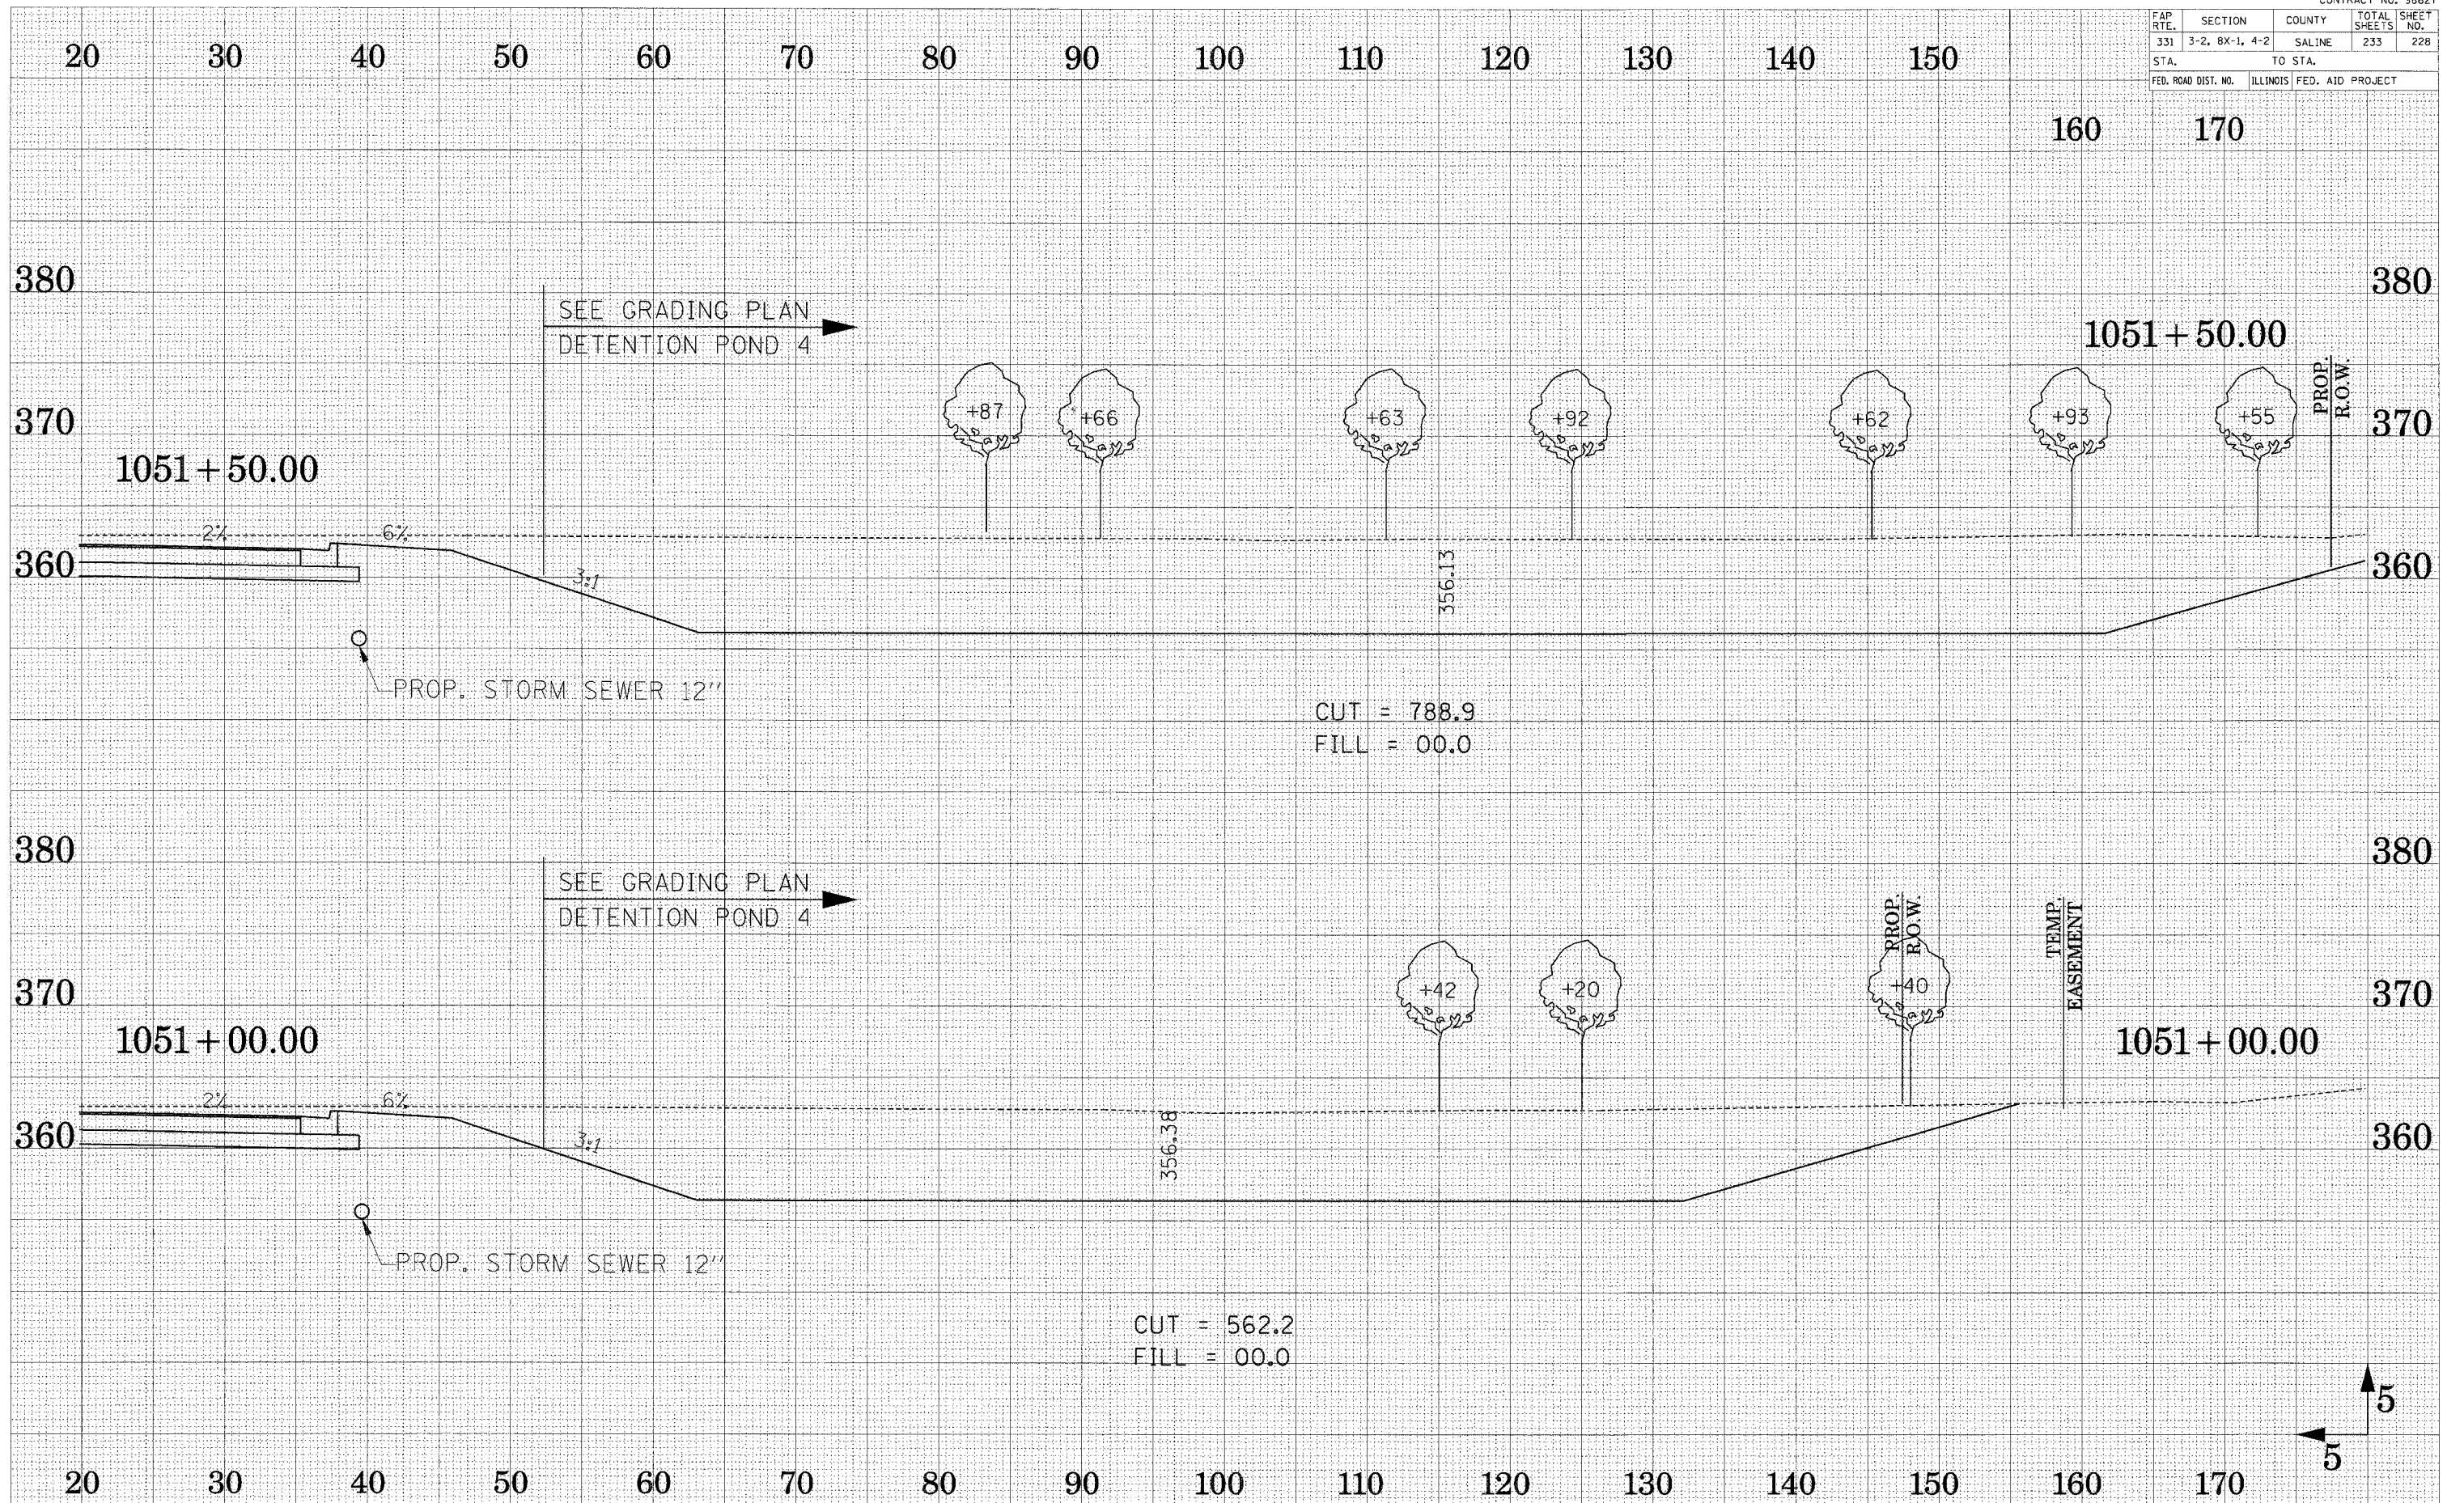 CONTRACT NO. 98621
FAP RTE. SECTION COUNTY TOTAL SHEETS SHEET NO.
331 3-2, 8X-1, 4-2 SALINE 233 228
STA. TO STA.
FED. ROAD DIST. NO. ILLINOIS FED. AID PROJECT
20 30 40 50 60 70 80 90 100 110 120 130 140 150
160 170
380 380
SEE GRADING PLAN
DETENTION POND 4
1051+50.00
PROP.
R.O.W.
370 370
+87 +66 +63 +92 +62 +93 +55
1051+50.00
2% 6%
360 360
3:1
356.13
PROP. STORM SEWER 12"
CUT = 788.9
FILL = 00.0
380 380
SEE GRADING PLAN
DETENTION POND 4
PROP.
R.O.W.
TEMP.
EASEMENT
370 370
+42 +20 +40
1051+00.00 1051+00.00
2% 6%
360 360
3:1
356.38
PROP. STORM SEWER 12"
CUT = 562.2
FILL = 00.0
5
5
20 30 40 50 60 70 80 90 100 110 120 130 140 150 160 170